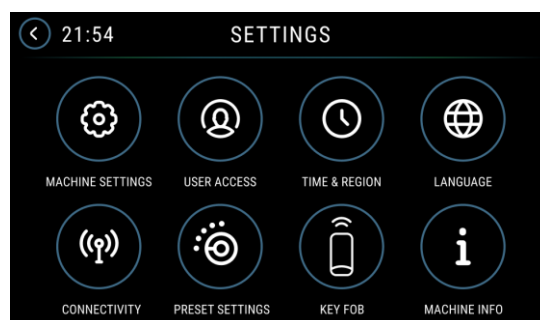 21:54 SETTINGS
MACHINE SETTINGS USER ACCESS TIME & REGION LANGUAGE
CONNECTIVITY PRESET SETTINGS KEY FOB MACHINE INFO